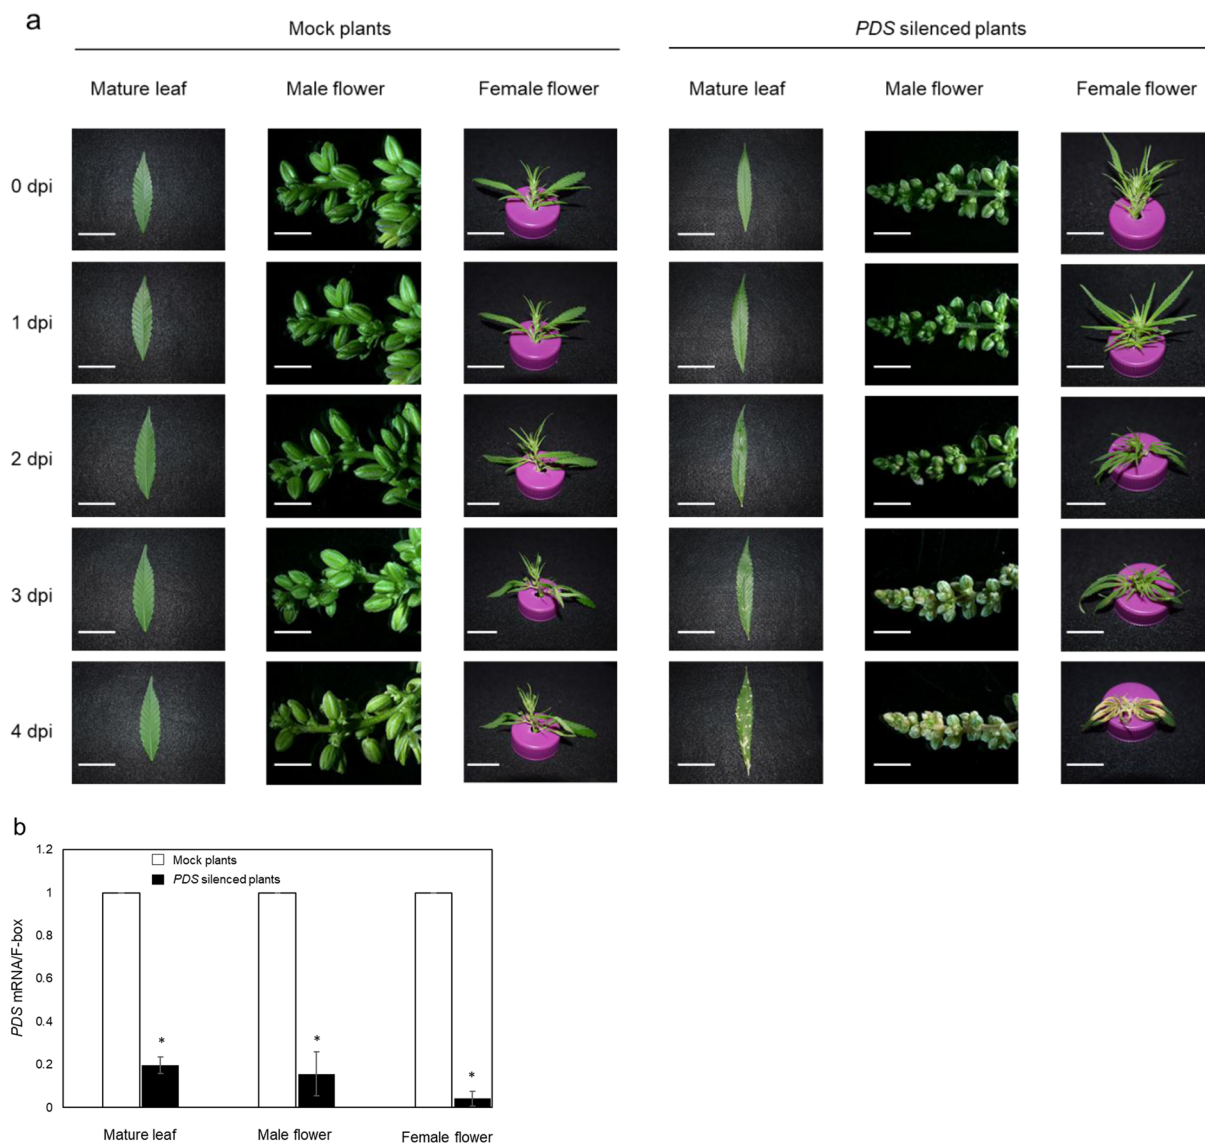 a
Mock plants
PDS silenced plants
Mature leaf Male flower Female flower Mature leaf Male flower Female flower
0 dpi
1 dpi
2 dpi
3 dpi
4 dpi
b
1.2
1
0.8
0.6
0.4
0.2
0
PDS mRNA/F-box
Mock plants
PDS silenced plants
*
*
*
Mature leaf Male flower Female flower